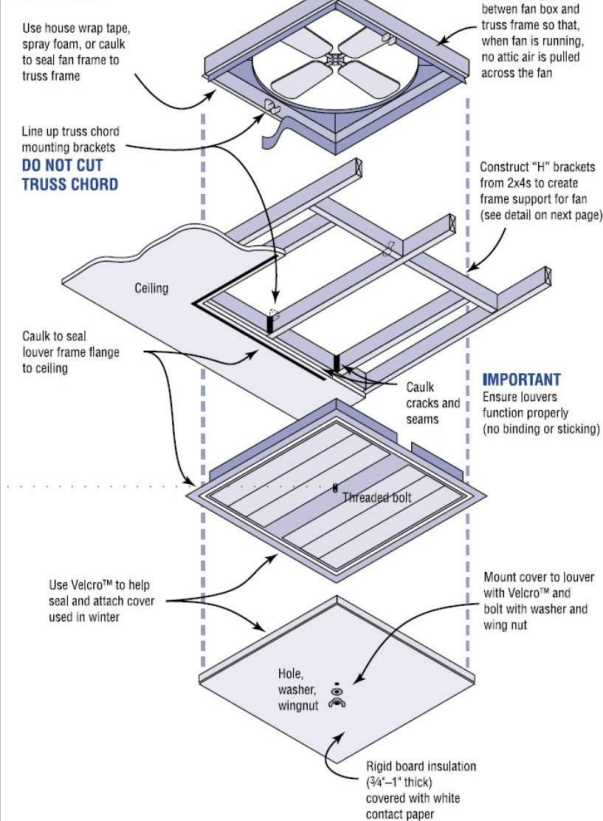 betwen fan box and
truss frame so that,
when fan is running,
no attic air is pulled
across the fan
Use house wrap tape,
spray foam, or caulk
to seal fan frame to
truss frame
Line up truss chord
mounting brackets
DO NOT CUT
TRUSS CHORD
Construct “H” brackets
from 2x4s to create
frame support for fan
(see detail on next page)
Ceiling
Caulk to seal
louver frame flange
to ceiling
Caulk
cracks and
seams
IMPORTANT
Ensure louvers
function properly
(no binding or sticking)
Threaded bolt
Use Velcro™ to help
seal and attach cover
used in winter
Mount cover to louver
with Velcro™ and
bolt with washer and
wing nut
Hole,
washer,
wingnut
Rigid board insulation
(¾"–1" thick)
covered with white
contact paper